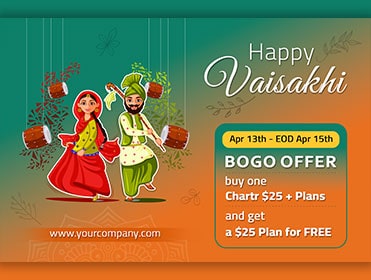 Happy
Vaisakhi
Apr 13th - EOD Apr 15th
BOGO OFFER
buy one
Chartr $25 + Plans
and get
a $25 Plan for FREE
www.yourcompany.com